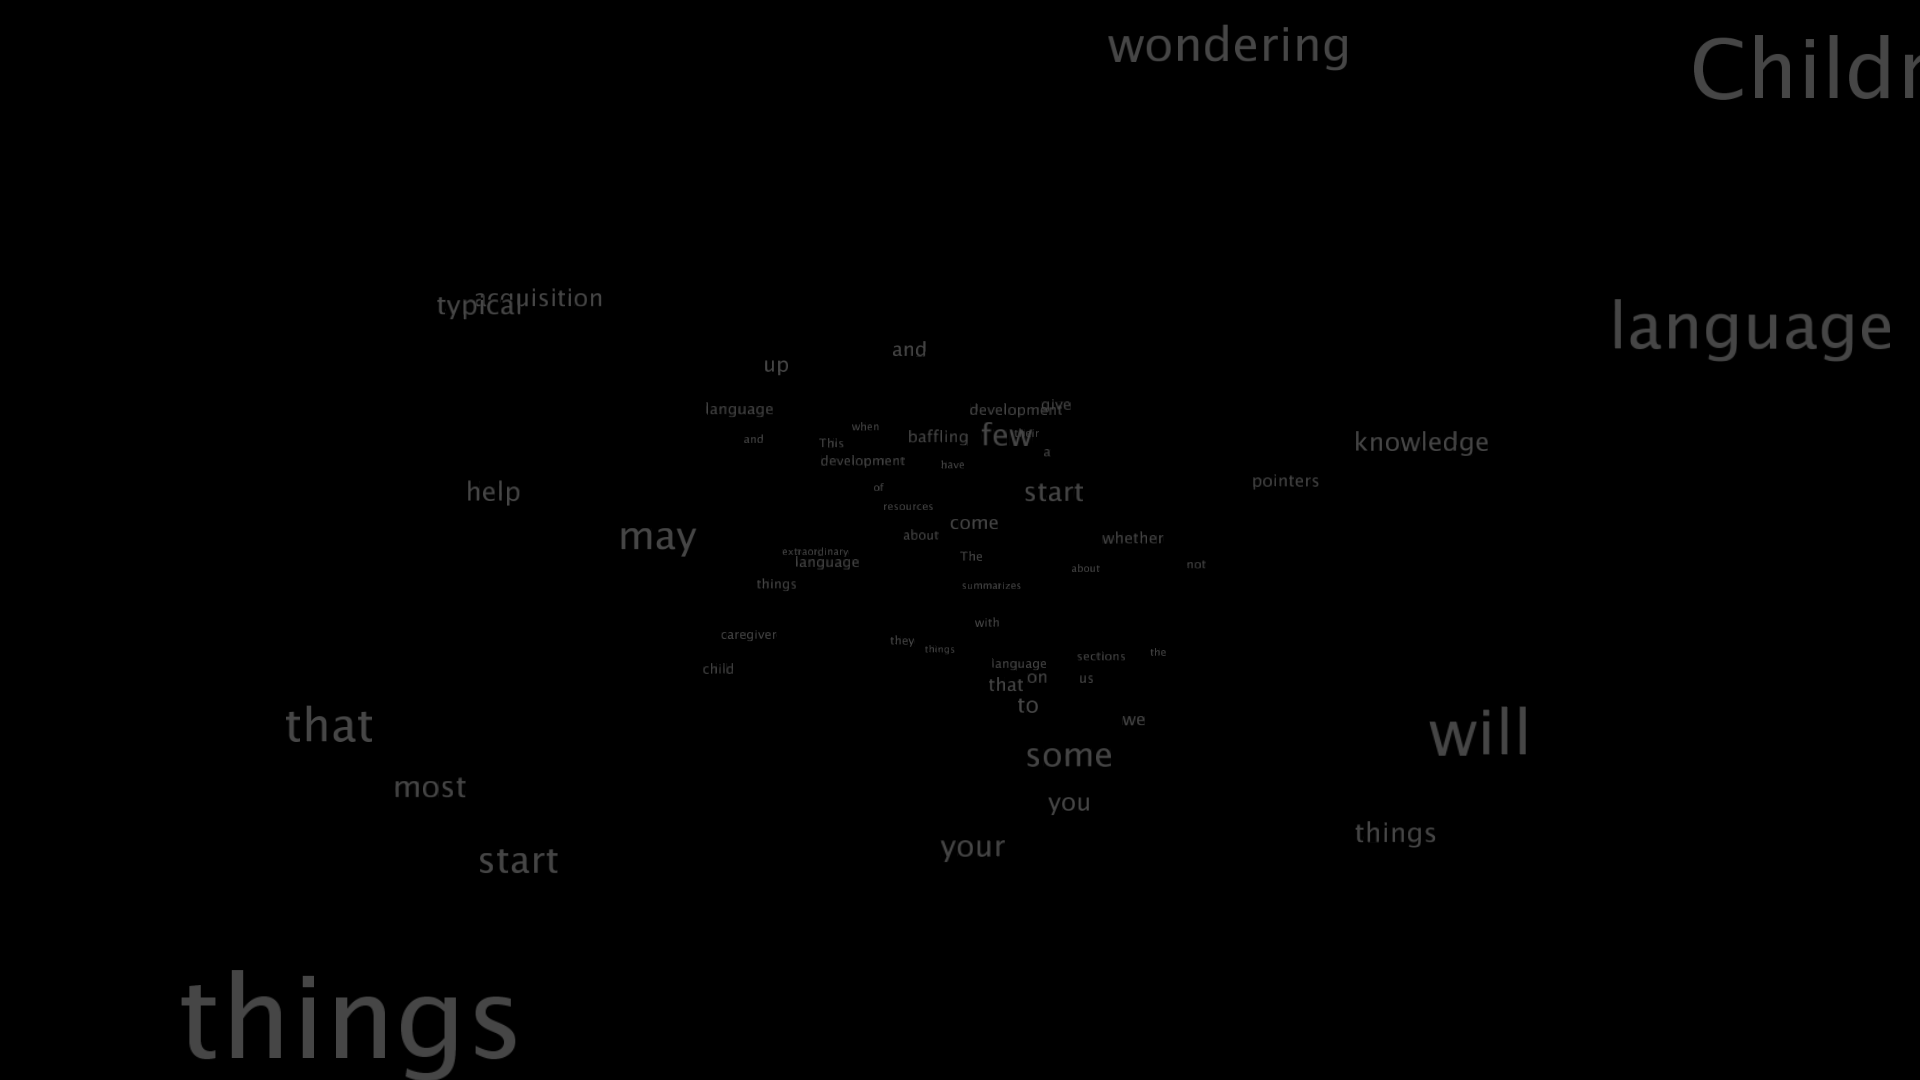 wondering
Childr
acquisition
typical
language
and
up
give
language
development
when
their
few
baffling
and
This
knowledge
a
development
have
pointers
of
help
start
resources
come
about
may
whether
extraordinary
The
language
not
about
things
summarizes
with
caregiver
they
things
the
sections
language
child
on
us
that
to
we
that
will
some
most
you
things
your
start
things